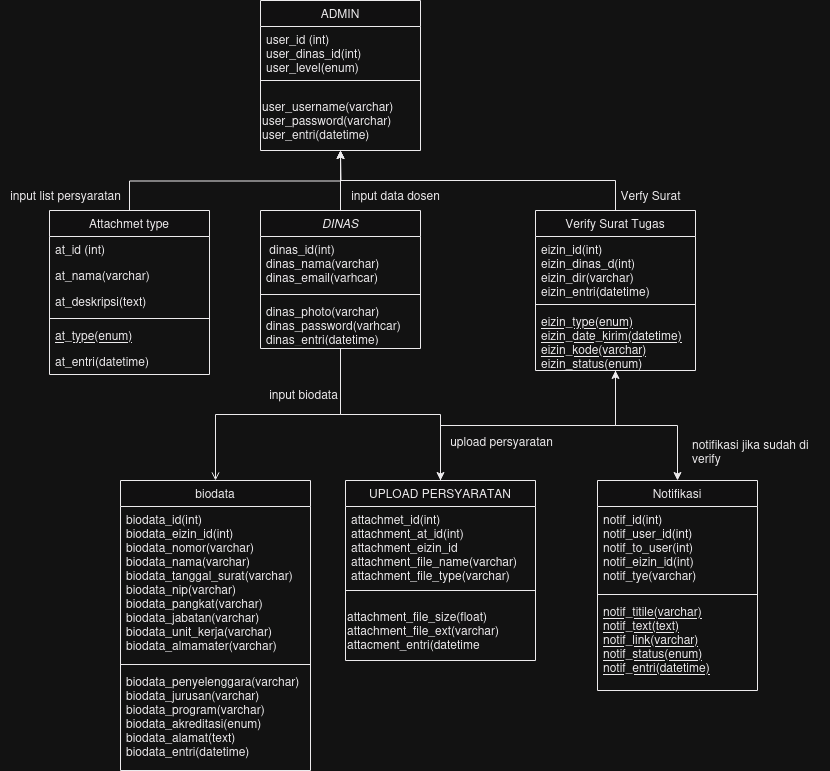 ADMIN
user_id (int)
user_dinas_id(int)
user_level(enum)
user_username(varchar)
user_password(varchar)
user_entri(datetime)
input list persyaratan
input data dosen
Verfy Surat
Attachmet type
at_id (int)
at_nama(varchar)
at_deskripsi(text)
at_type(enum)
at_entri(datetime)
DINAS
dinas_id(int)
dinas_nama(varchar)
dinas_email(varhcar)
dinas_photo(varchar)
dinas_password(varhcar)
dinas_entri(datetime)
Verify Surat Tugas
eizin_id(int)
eizin_dinas_d(int)
eizin_dir(varchar)
eizin_entri(datetime)
eizin_type(enum)
eizin_date_kirim(datetime)
eizin_kode(varchar)
eizin_status(enum)
input biodata
upload persyaratan
notifikasi jika sudah di
verify
biodata
biodata_id(int)
biodata_eizin_id(int)
biodata_nomor(varchar)
biodata_nama(varchar)
biodata_tanggal_surat(varchar)
biodata_nip(varchar)
biodata_pangkat(varchar)
biodata_jabatan(varchar)
biodata_unit_kerja(varchar)
biodata_almamater(varchar)
biodata_penyelenggara(varchar)
biodata_jurusan(varchar)
biodata_program(varchar)
biodata_akreditasi(enum)
biodata_alamat(text)
biodata_entri(datetime)
UPLOAD PERSYARATAN
attachmet_id(int)
attachment_at_id(int)
attachment_eizin_id
attachment_file_name(varchar)
attachment_file_type(varchar)
attachment_file_size(float)
attachment_file_ext(varchar)
attacment_entri(datetime
Notifikasi
notif_id(int)
notif_user_id(int)
notif_to_user(int)
notif_eizin_id(int)
notif_tye(varchar)
notif_titile(varchar)
notif_text(text)
notif_link(varchar)
notif_status(enum)
notif_entri(datetime)